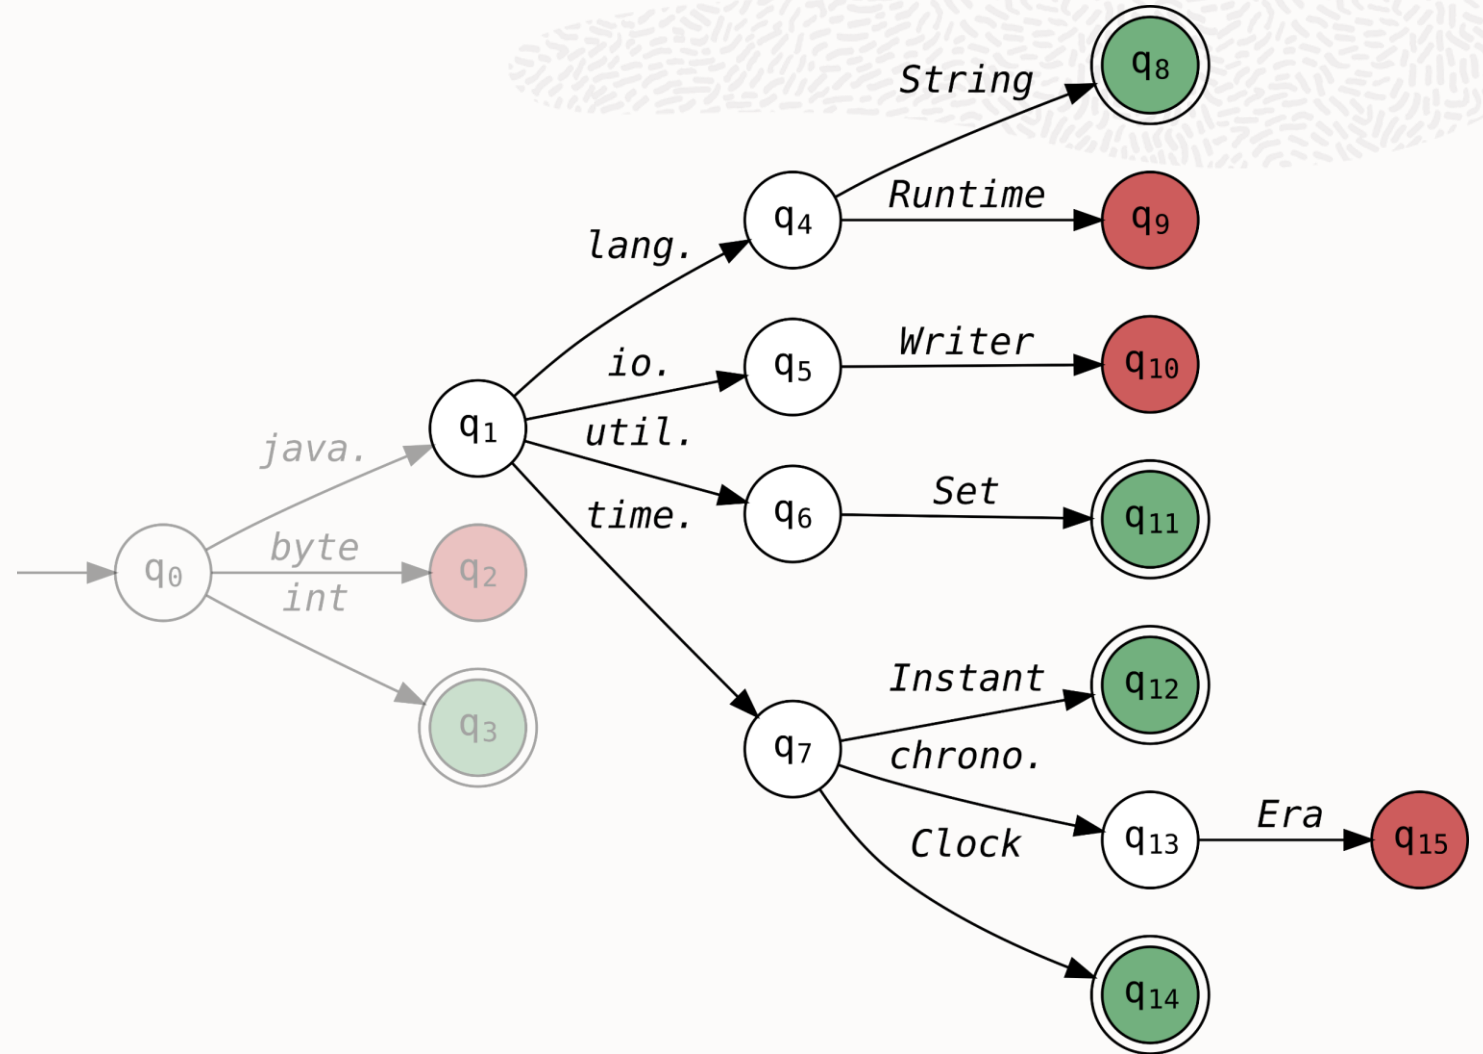 String
q8
Runtime
q4
q9
lang.
Writer
io.
q5
q10
q1
util.
java.
Set
time.
q6
q11
byte
q0
q2
int
Instant
q12
q3
q7
chrono.
Era
Clock
q13
q15
q14